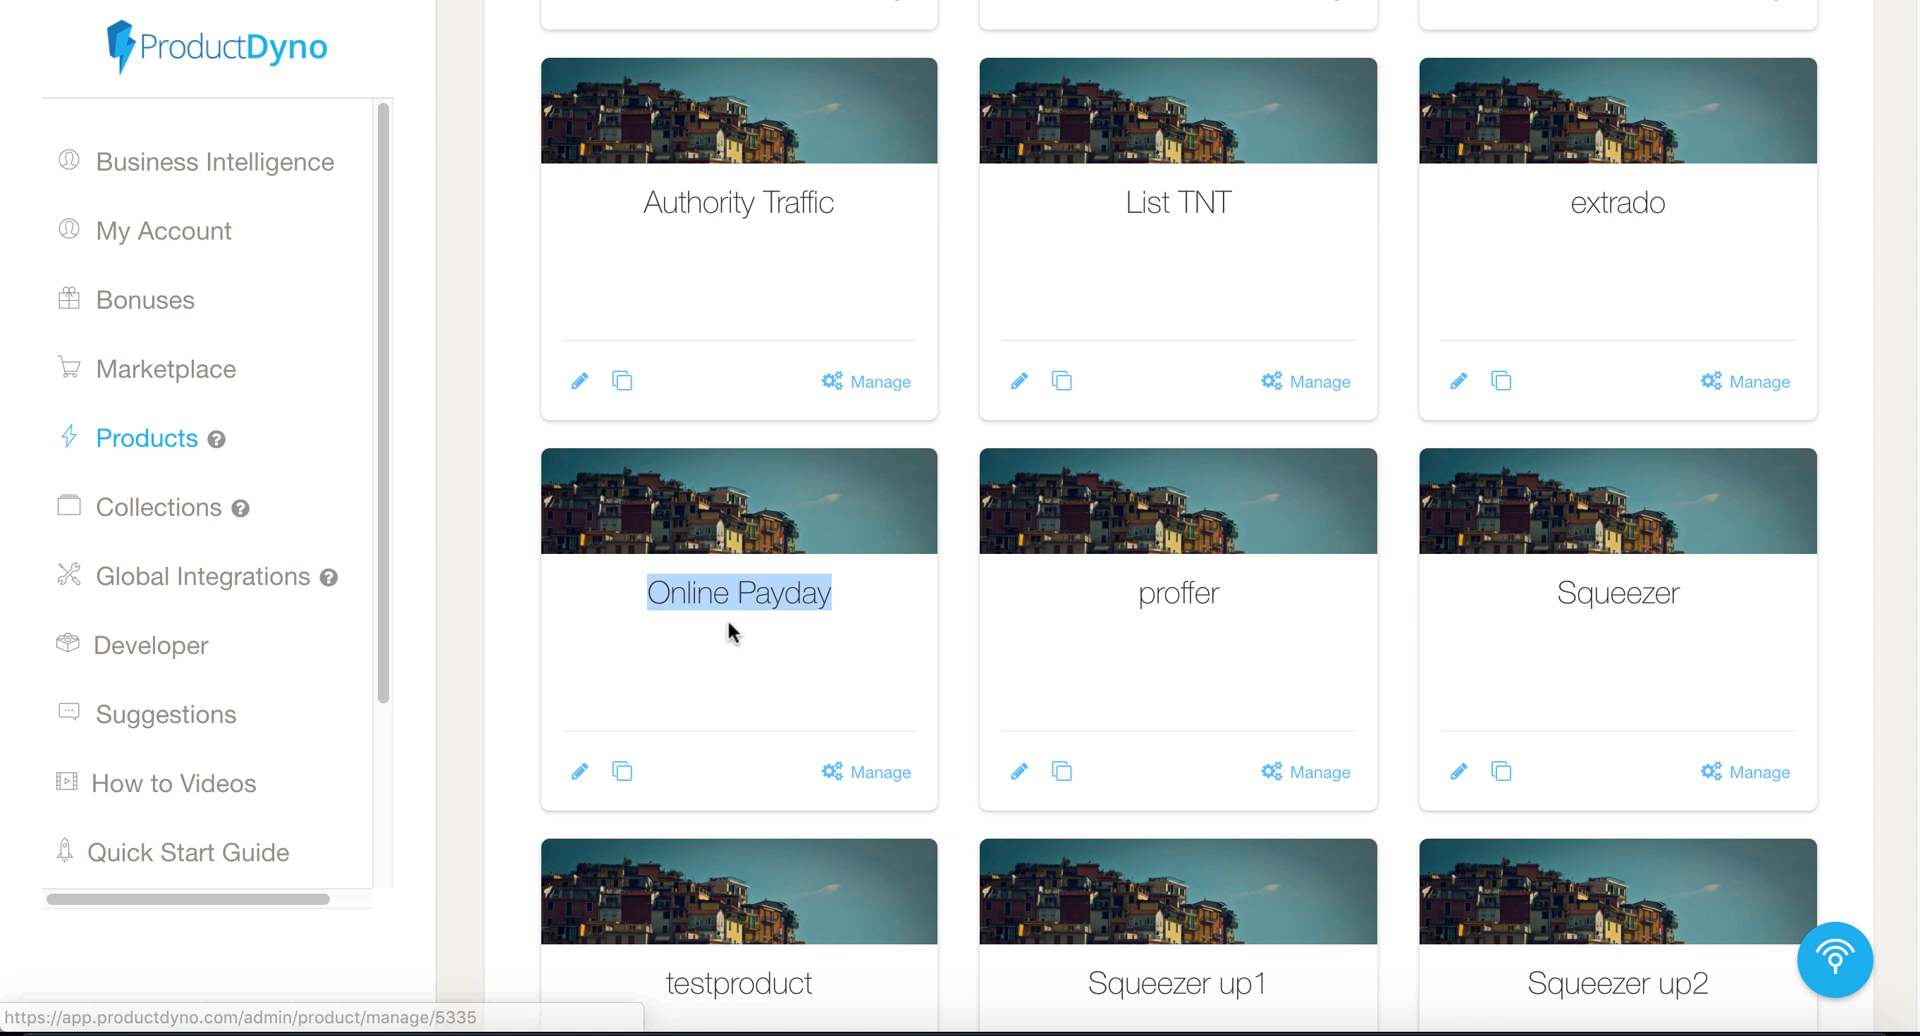 ProductDyno
Business Intelligence
My Account
Bonuses
Marketplace
Products ?
Collections ?
Global Integrations ?
Developer
Suggestions
How to Videos
Quick Start Guide
Authority Traffic
List TNT
extrado
Manage
Manage
Manage
Online Payday
proffer
Squeezer
Manage
Manage
Manage
testproduct
Squeezer up1
Squeezer up2
https://app.productdyno.com/admin/product/manage/5335